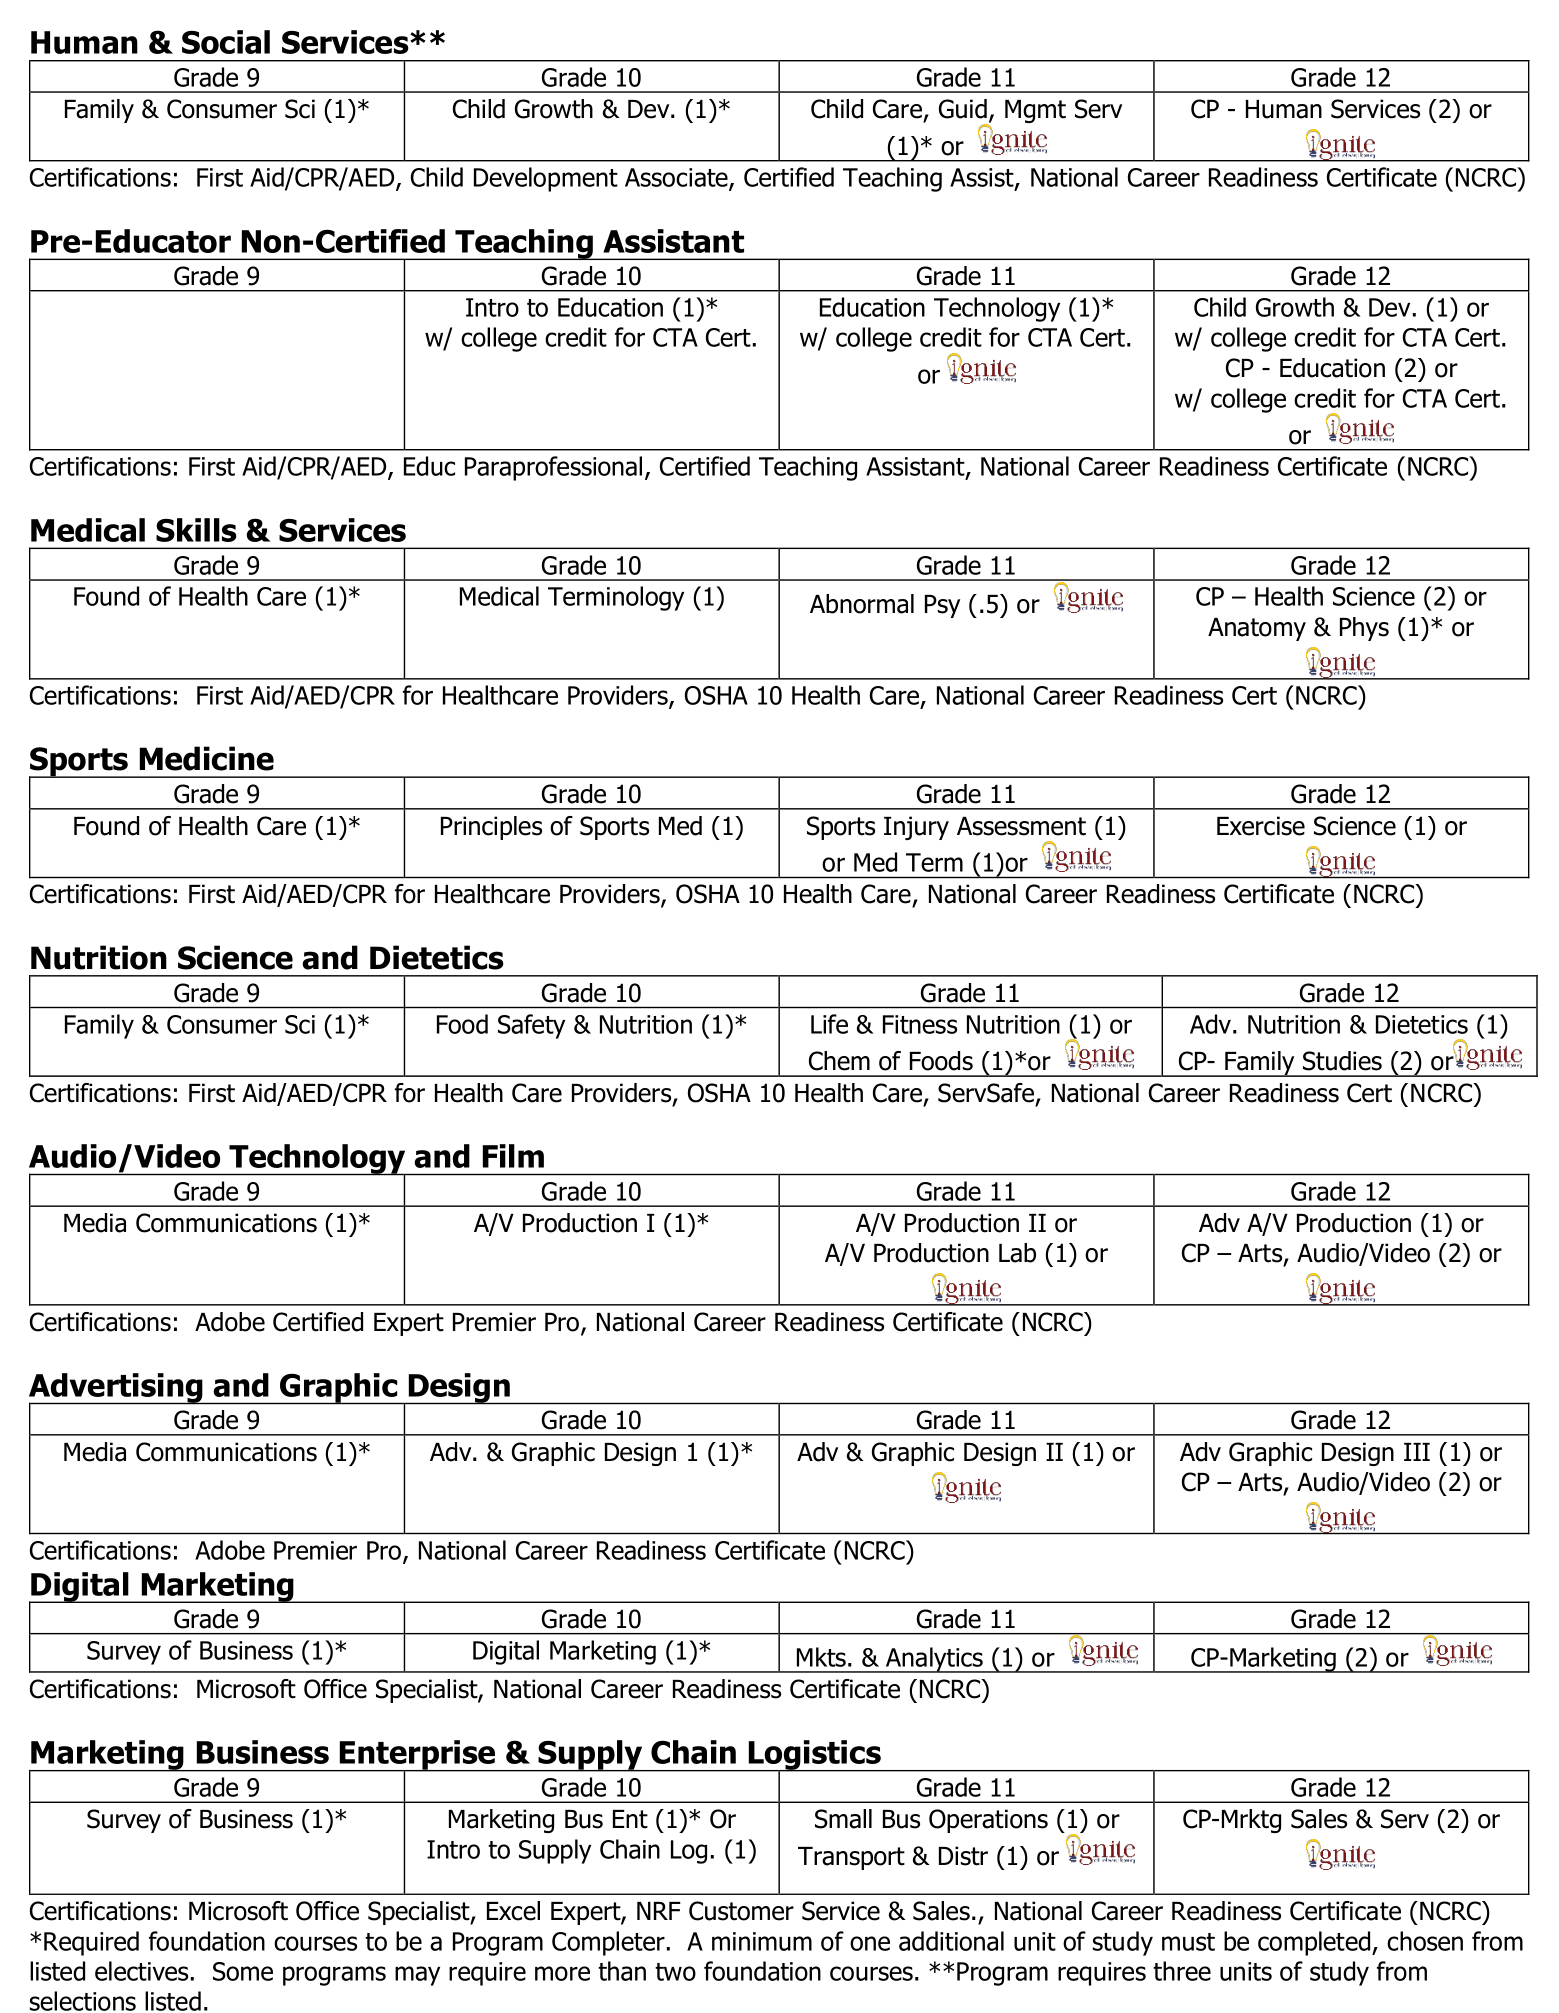 Human & Social Services**
Grade 9 Grade 10 Grade 11 Grade 12
Family & Consumer Sci (1)* Child Growth & Dev. (1)* Child Care, Guid, Mgmt Serv CP - Human Services (2) or
(1)* or ignite ignite
Certifications: First Aid/CPR/AED, Child Development Associate, Certified Teaching Assist, National Career Readiness Certificate (NCRC)
Pre-Educator Non-Certified Teaching Assistant
Grade 9 Grade 10 Grade 11 Grade 12
Intro to Education (1)* Education Technology (1)* Child Growth & Dev. (1) or
w/ college credit for CTA Cert. w/ college credit for CTA Cert. w/ college credit for CTA Cert.
or ignite CP - Education (2) or
w/ college credit for CTA Cert.
or ignite
Certifications: First Aid/CPR/AED, Educ Paraprofessional, Certified Teaching Assistant, National Career Readiness Certificate (NCRC)
Medical Skills & Services
Grade 9 Grade 10 Grade 11 Grade 12
Found of Health Care (1)* Medical Terminology (1) Abnormal Psy (.5) or ignite CP – Health Science (2) or
Anatomy & Phys (1)* or
ignite
Certifications: First Aid/AED/CPR for Healthcare Providers, OSHA 10 Health Care, National Career Readiness Cert (NCRC)
Sports Medicine
Grade 9 Grade 10 Grade 11 Grade 12
Found of Health Care (1)* Principles of Sports Med (1) Sports Injury Assessment (1) Exercise Science (1) or
or Med Term (1)or ignite ignite
Certifications: First Aid/AED/CPR for Healthcare Providers, OSHA 10 Health Care, National Career Readiness Certificate (NCRC)
Nutrition Science and Dietetics
Grade 9 Grade 10 Grade 11 Grade 12
Family & Consumer Sci (1)* Food Safety & Nutrition (1)* Life & Fitness Nutrition (1) or Adv. Nutrition & Dietetics (1)
Chem of Foods (1)*or ignite CP- Family Studies (2) or ignite
Certifications: First Aid/AED/CPR for Health Care Providers, OSHA 10 Health Care, ServSafe, National Career Readiness Cert (NCRC)
Audio/Video Technology and Film
Grade 9 Grade 10 Grade 11 Grade 12
Media Communications (1)* A/V Production I (1)* A/V Production II or Adv A/V Production (1) or
A/V Production Lab (1) or CP – Arts, Audio/Video (2) or
ignite ignite
Certifications: Adobe Certified Expert Premier Pro, National Career Readiness Certificate (NCRC)
Advertising and Graphic Design
Grade 9 Grade 10 Grade 11 Grade 12
Media Communications (1)* Adv. & Graphic Design 1 (1)* Adv & Graphic Design II (1) or Adv Graphic Design III (1) or
ignite CP – Arts, Audio/Video (2) or
ignite
Certifications: Adobe Premier Pro, National Career Readiness Certificate (NCRC)
Digital Marketing
Grade 9 Grade 10 Grade 11 Grade 12
Survey of Business (1)* Digital Marketing (1)* Mkts. & Analytics (1) or ignite CP-Marketing (2) or ignite
Certifications: Microsoft Office Specialist, National Career Readiness Certificate (NCRC)
Marketing Business Enterprise & Supply Chain Logistics
Grade 9 Grade 10 Grade 11 Grade 12
Survey of Business (1)* Marketing Bus Ent (1)* Or Small Bus Operations (1) or CP-Mrktg Sales & Serv (2) or
Intro to Supply Chain Log. (1) Transport & Distr (1) or ignite ignite
Certifications: Microsoft Office Specialist, Excel Expert, NRF Customer Service & Sales., National Career Readiness Certificate (NCRC)
*Required foundation courses to be a Program Completer. A minimum of one additional unit of study must be completed, chosen from
listed electives. Some programs may require more than two foundation courses. **Program requires three units of study from
selections listed.